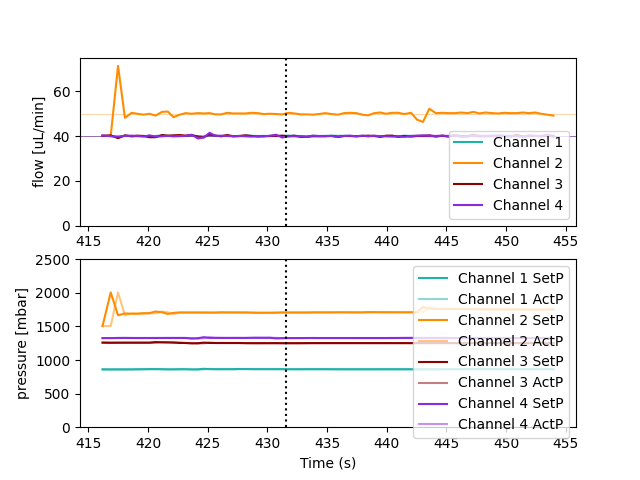 flow [uL/min]
60
40
20
0
Channel 1
Channel 2
Channel 3
Channel 4
415 420 425 430 435 440 445 450 455
pressure [mbar]
2500
2000
1500
1000
500
0
Channel 1 SetP
Channel 1 ActP
Channel 2 SetP
Channel 2 ActP
Channel 3 SetP
Channel 3 ActP
Channel 4 SetP
Channel 4 ActP
415 420 425 430 435 440 445 450 455
Time (s)